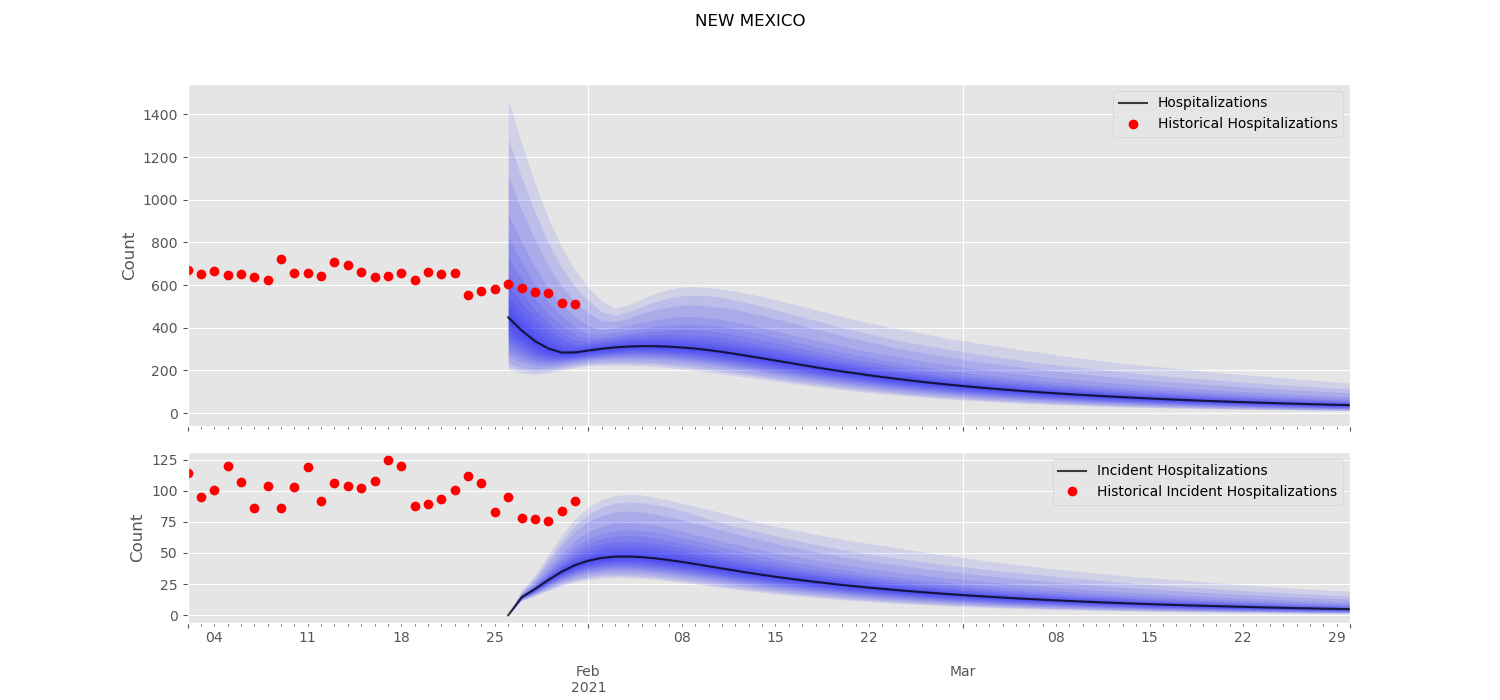 NEW MEXICO
1400
1200
1000
800
600
400
200
0
Count
Hospitalizations
Historical Hospitalizations
125
100
75
50
25
0
Count
Incident Hospitalizations
Historical Incident Hospitalizations
04 11 18 25 08 15 22 08 15 22 29
Feb Mar
2021